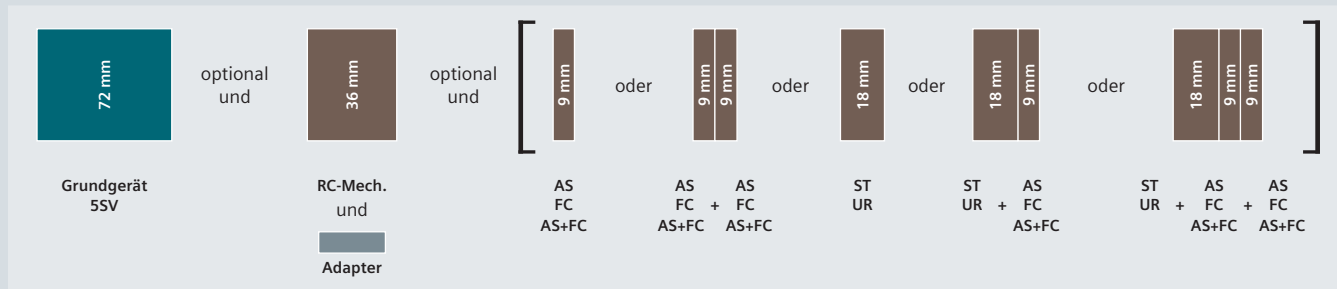 72 mm
optional
und
36 mm
optional
und
9 mm
oder
9 mm
9 mm
oder
18 mm
oder
18 mm
9 mm
oder
18 mm
9 mm
9 mm
Grundgerät
5SV
RC-Mech.
und
Adapter
AS
FC
AS+FC
AS AS
FC + FC
AS+FC AS+FC
ST
UR
ST AS
UR + FC
AS+FC
ST AS AS
UR + FC + FC
AS+FC AS+FC